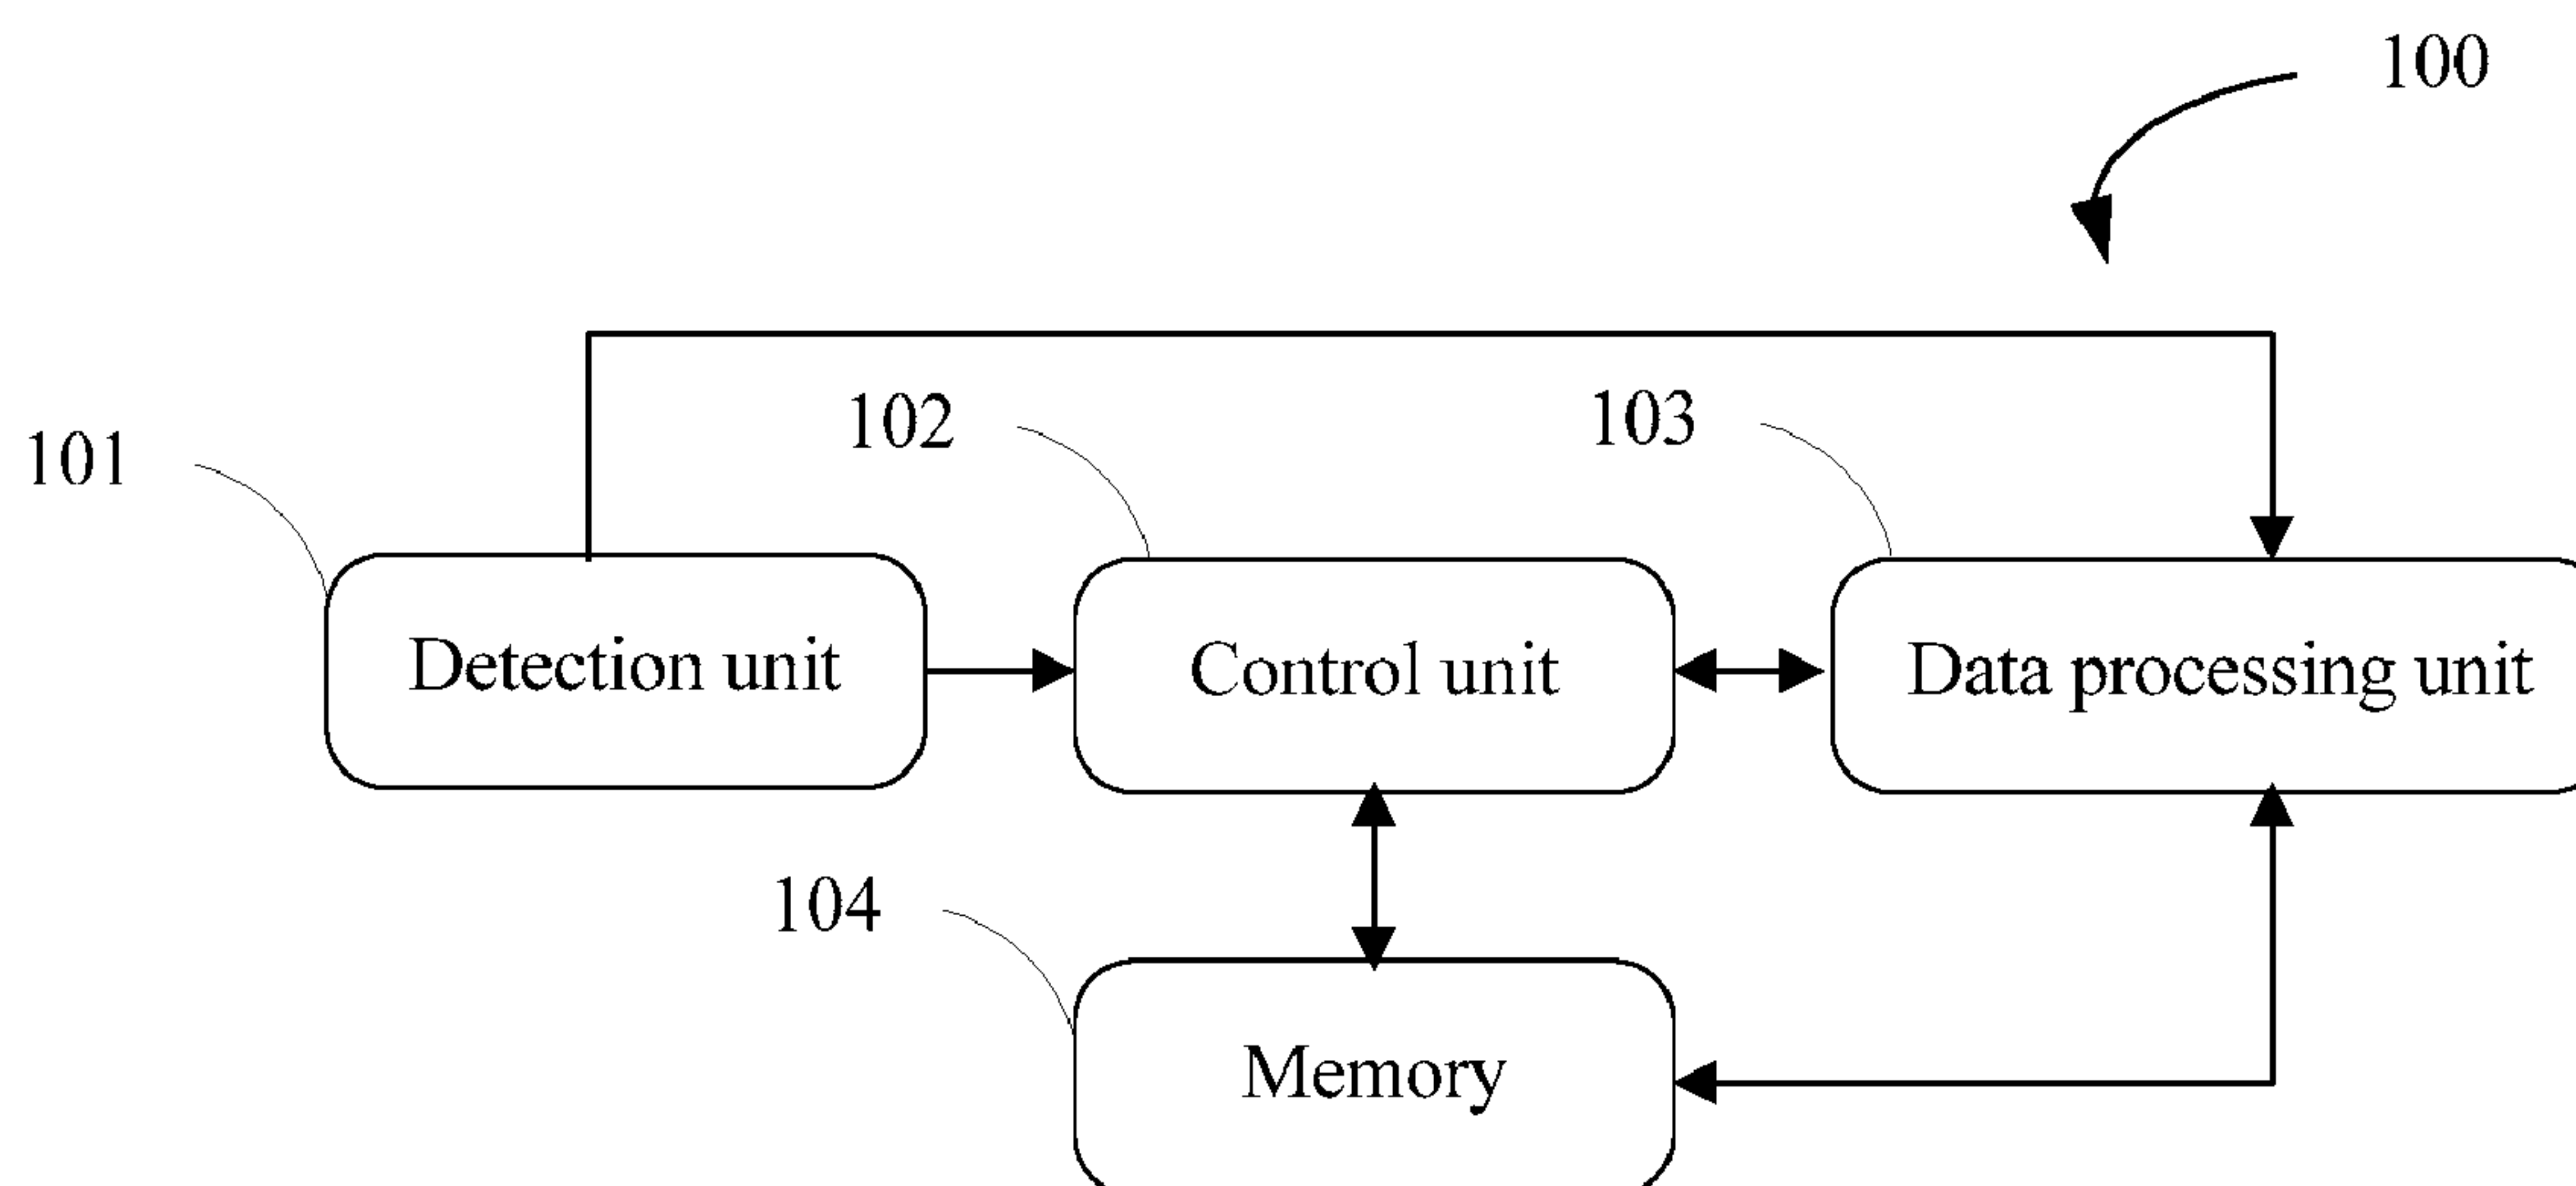 100
102
103
101
Detection unit
Control unit
Data processing unit
104
Memory